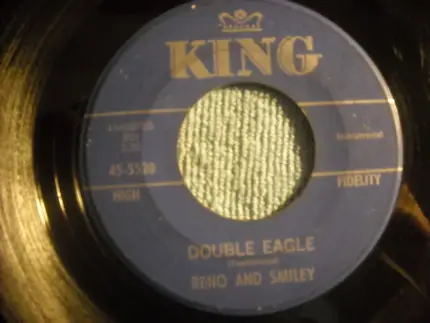 KING
Instrumental
45-5520
HIGH
FIDELITY
DOUBLE EAGLE
RENO AND SMILEY